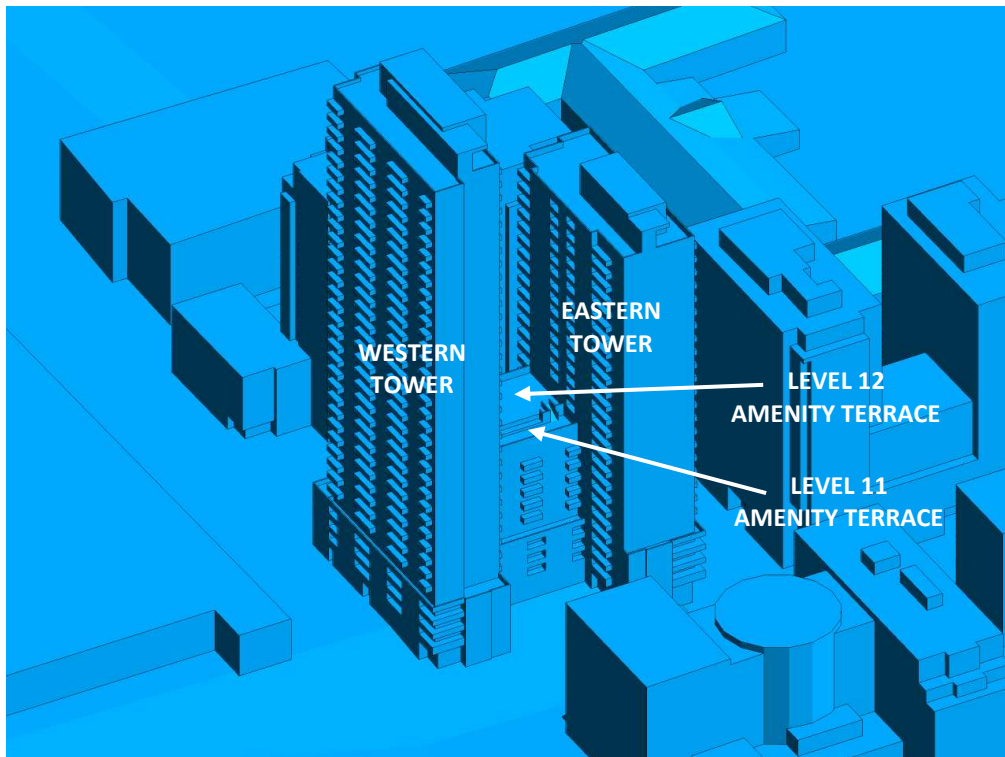 EASTERN
TOWER
WESTERN
TOWER
LEVEL 12
AMENITY TERRACE
LEVEL 11
AMENITY TERRACE